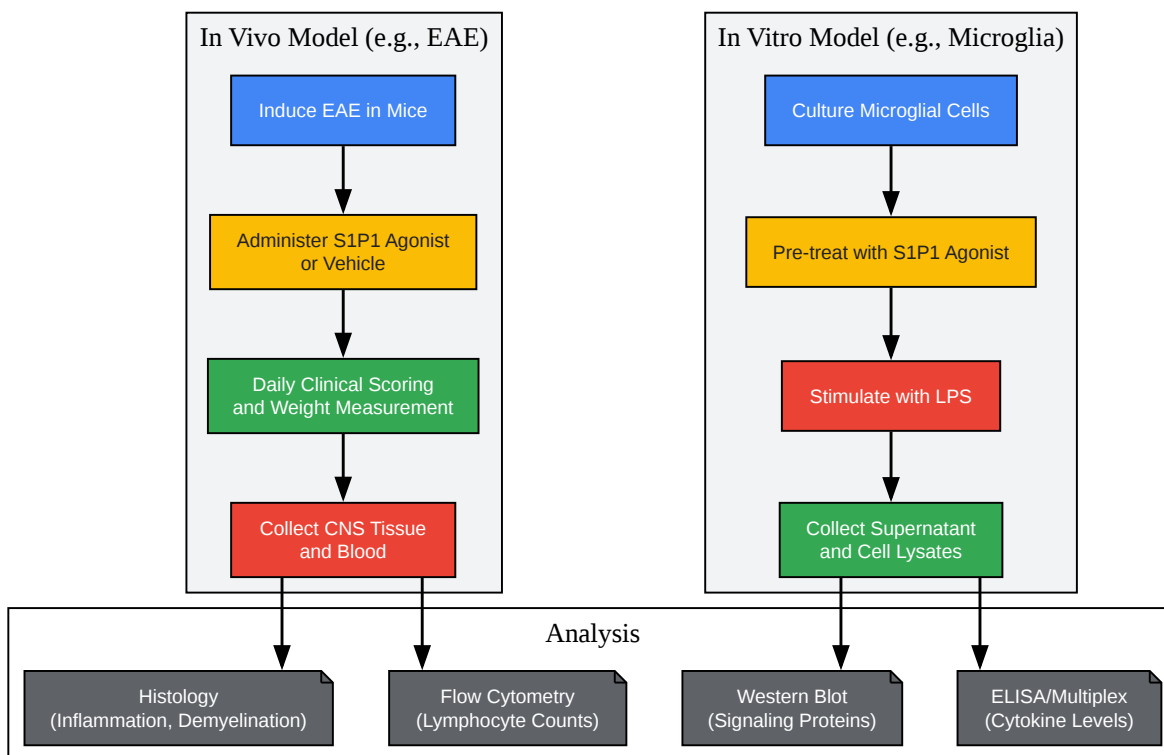 In Vivo Model (e.g., EAE)
Induce EAE in Mice
Administer S1P1 Agonist
or Vehicle
Daily Clinical Scoring
and Weight Measurement
Collect CNS Tissue
and Blood
In Vitro Model (e.g., Microglia)
Culture Microglial Cells
Pre-treat with S1P1 Agonist
Stimulate with LPS
Collect Supernatant
and Cell Lysates
Analysis
Histology
(Inflammation, Demyelination)
Flow Cytometry
(Lymphocyte Counts)
Western Blot
(Signaling Proteins)
ELISA/Multiplex
(Cytokine Levels)